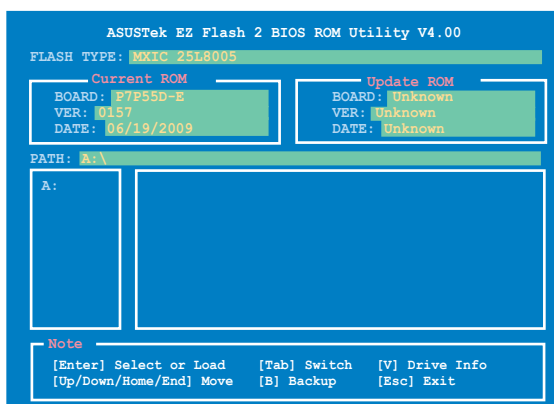 ASUSTek EZ Flash 2 BIOS ROM Utility V4.00
FLASH TYPE: MXIC 25L8005
Current ROM
BOARD: P7P55D-E
VER: 0157
DATE: 06/19/2009
Update ROM
BOARD: Unknown
VER: Unknown
DATE: Unknown
PATH: A:\
A:
Note
[Enter] Select or Load [Tab] Switch [V] Drive Info
[Up/Down/Home/End] Move [B] Backup [Esc] Exit